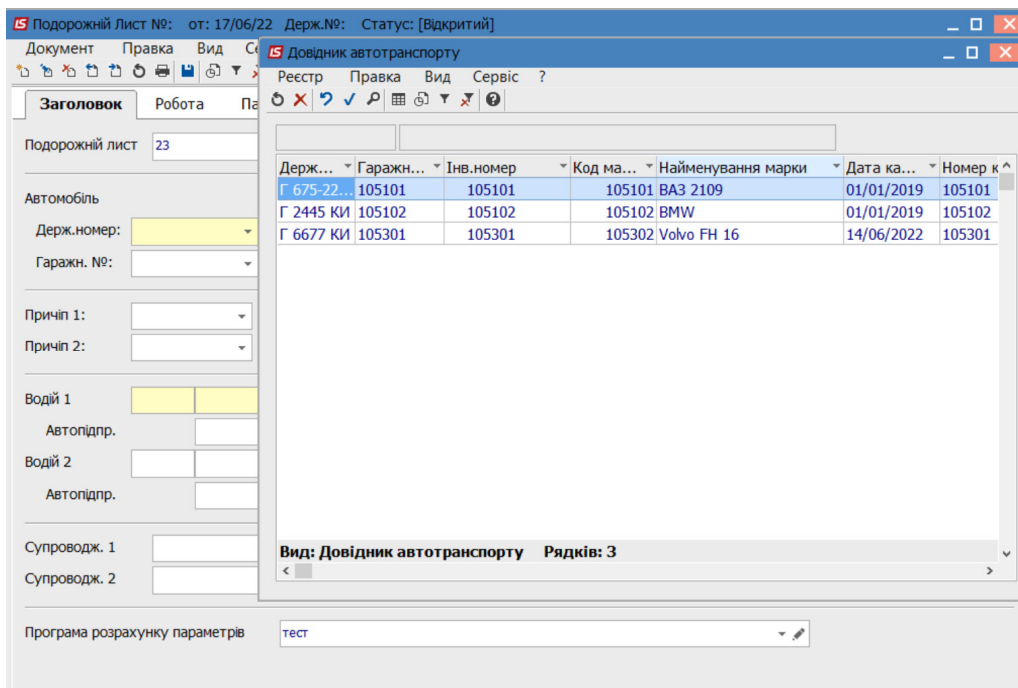 Подорожній Лист №: от: 17/06/22 Держ.№: Статус: [Відкритий]
Документ Правка Вид
Заголовок Робота
Подорожній лист 23
Автомобіль
Держ.номер:
Гаражн. №:
Причіп 1:
Причіп 2:
Водій 1
Автопідпр.
Водій 2
Автопідпр.
Супроводж. 1
Супроводж. 2
Програма розрахунку параметрів тест
Довідник автотранспорту
Реєстр Правка Вид Сервіс ?
Держ... Гаражн... Інв.номер Код ма... Найменування марки Дата ка... Номер к
Г 675-22... 105101 105101 105101 ВАЗ 2109 01/01/2019 105101
Г 2445 КИ 105102 105102 105102 BMW 01/01/2019 105102
Г 6677 КИ 105301 105301 105302 Volvo FH 16 14/06/2022 105301
Вид: Довідник автотранспорту Рядків: 3